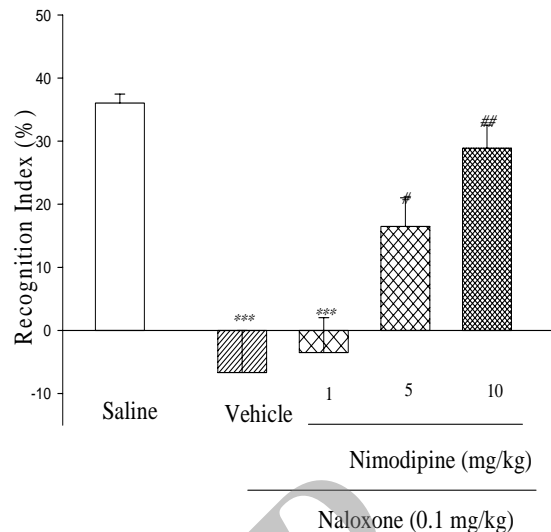 50
40
30
20
10
0
-10
Recognition Index (%)
***
***
#
##
Saline
Vehicle
1
5
10
Nimodipine (mg/kg)
Naloxone (0.1 mg/kg)